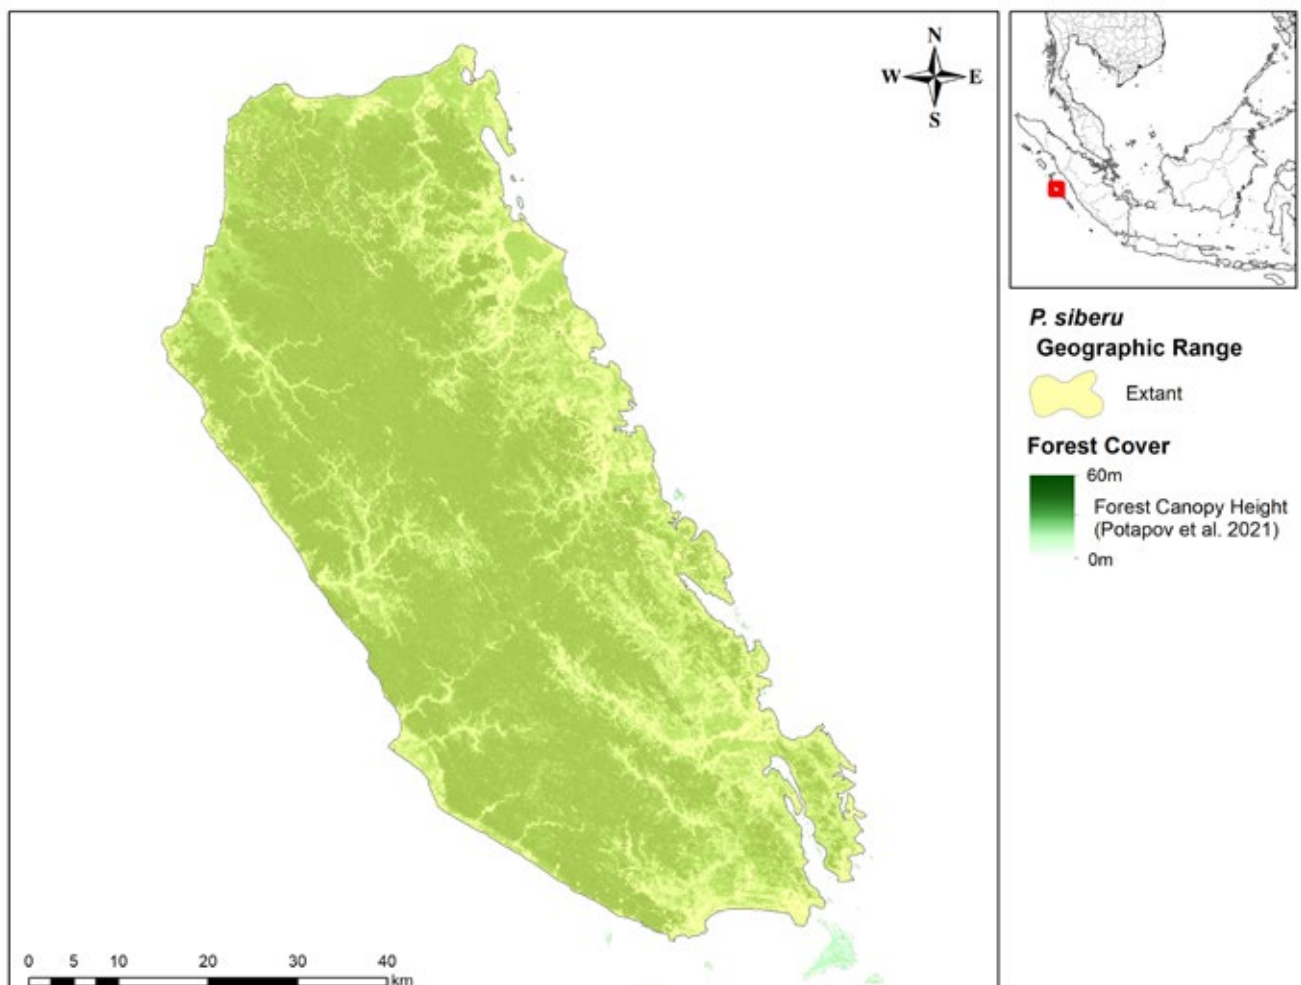 N
W E
S
P. siberu
Geographic Range
Extant
Forest Cover
60m
Forest Canopy Height
(Potapov et al. 2021)
0m
0 5 10 20 30 40
km